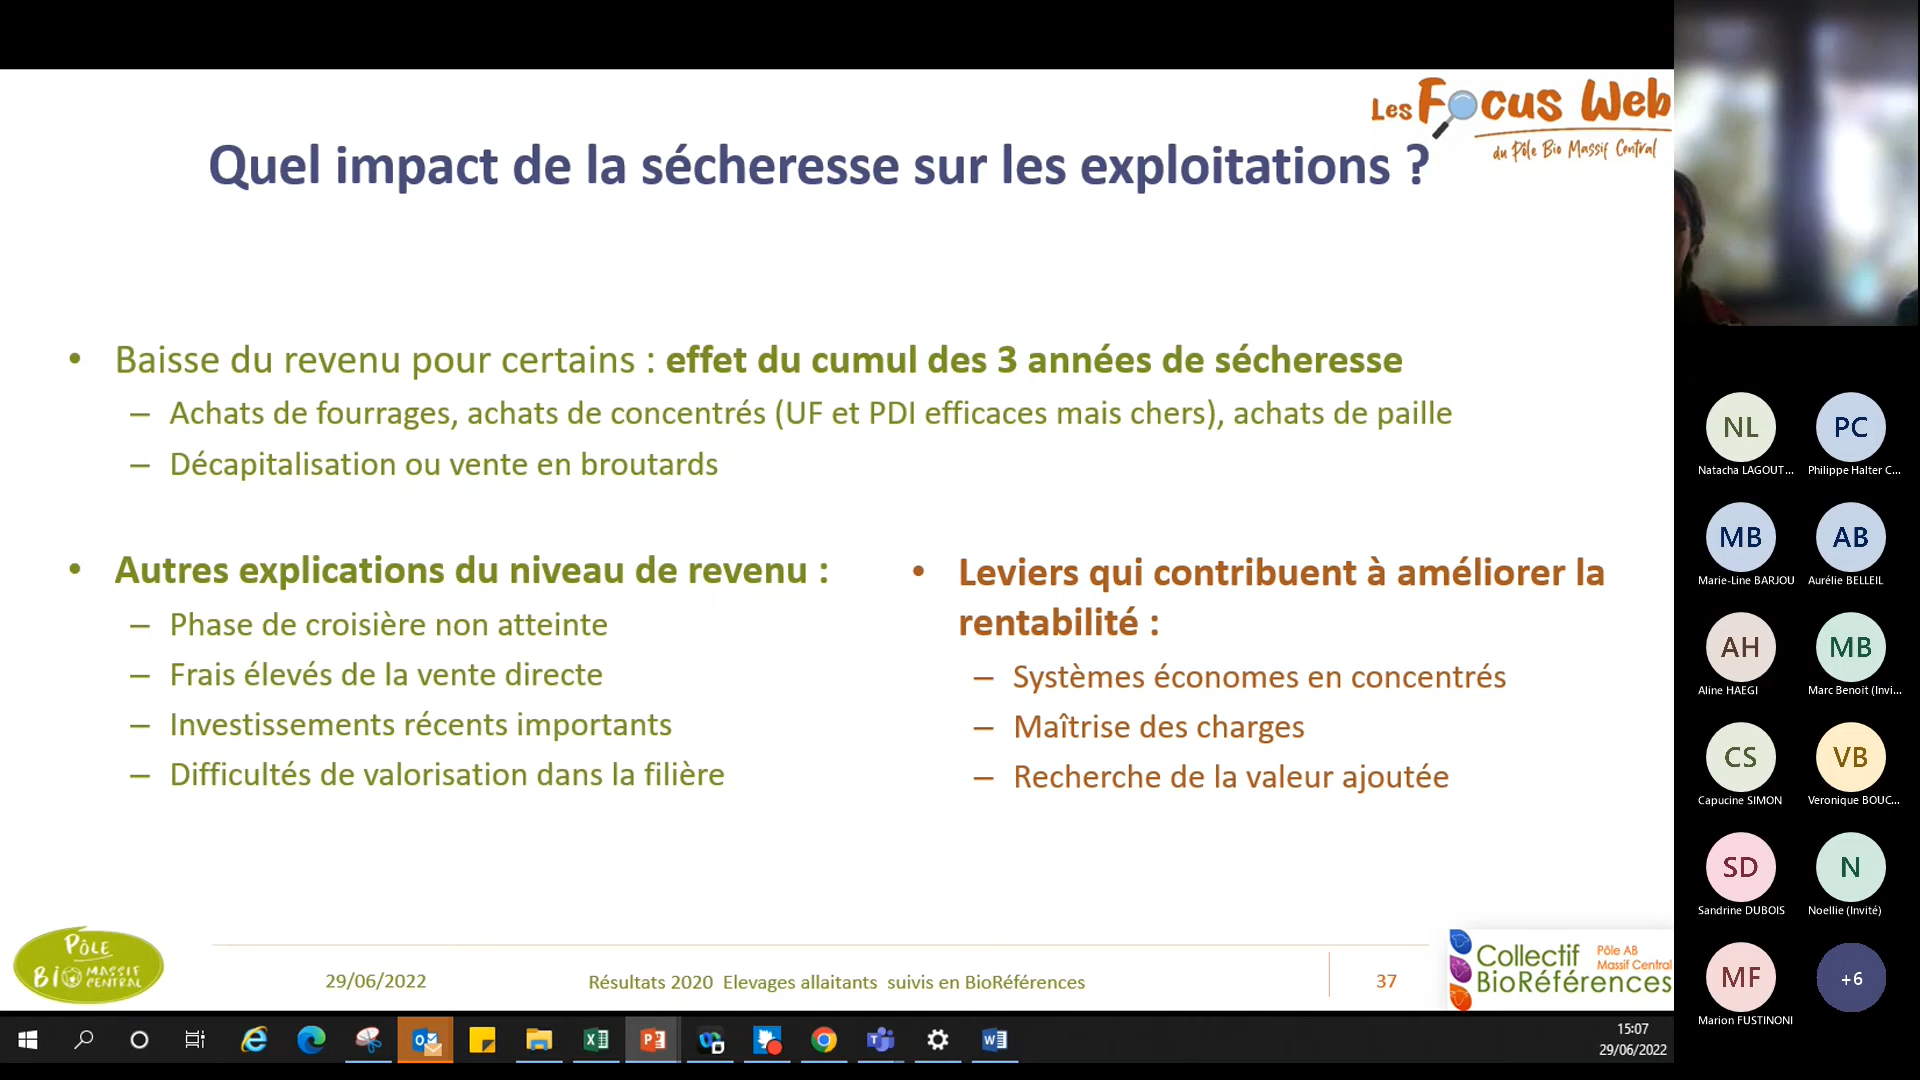 Les Focus Web
du Pôle Bio Massif Central
Quel impact de la sécheresse sur les exploitations ?
• Baisse du revenu pour certains : effet du cumul des 3 années de sécheresse
– Achats de fourrages, achats de concentrés (UF et PDI efficaces mais chers), achats de paille
– Décapitalisation ou vente en broutards
• Autres explications du niveau de revenu :
– Phase de croisière non atteinte
– Frais élevés de la vente directe
– Investissements récents importants
– Difficultés de valorisation dans la filière
• Leviers qui contribuent à améliorer la
rentabilité :
– Systèmes économes en concentrés
– Maîtrise des charges
– Recherche de la valeur ajoutée
PÔLE
BIO MASSIF
CENTRAL
29/06/2022
Résultats 2020 Elevages allaitants suivis en BioRéférences
37
Collectif
BioRéférences
Pôle AB
Massif Central
15:07
29/06/2022
NL
Natacha LAGOUT...
PC
Philippe Halter C...
MB
Marie-Line BARJOU
AB
Aurélie BELLEIL
AH
Aline HAEGI
MB
Marc Benoit (Invi...
CS
Capucine SIMON
VB
Veronique BOUC...
SD
Sandrine DUBOIS
N
Noellie (Invité)
MF
Marion FUSTINONI
+6